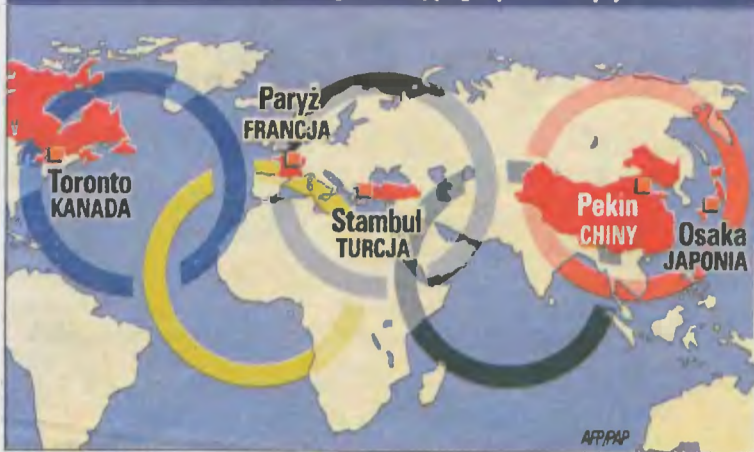 Toronto
KANADA
Paryż
FRANCJA
Stambuł
TURCJA
Pekin
CHINY
Osaka
JAPONIA
AFP/PAP